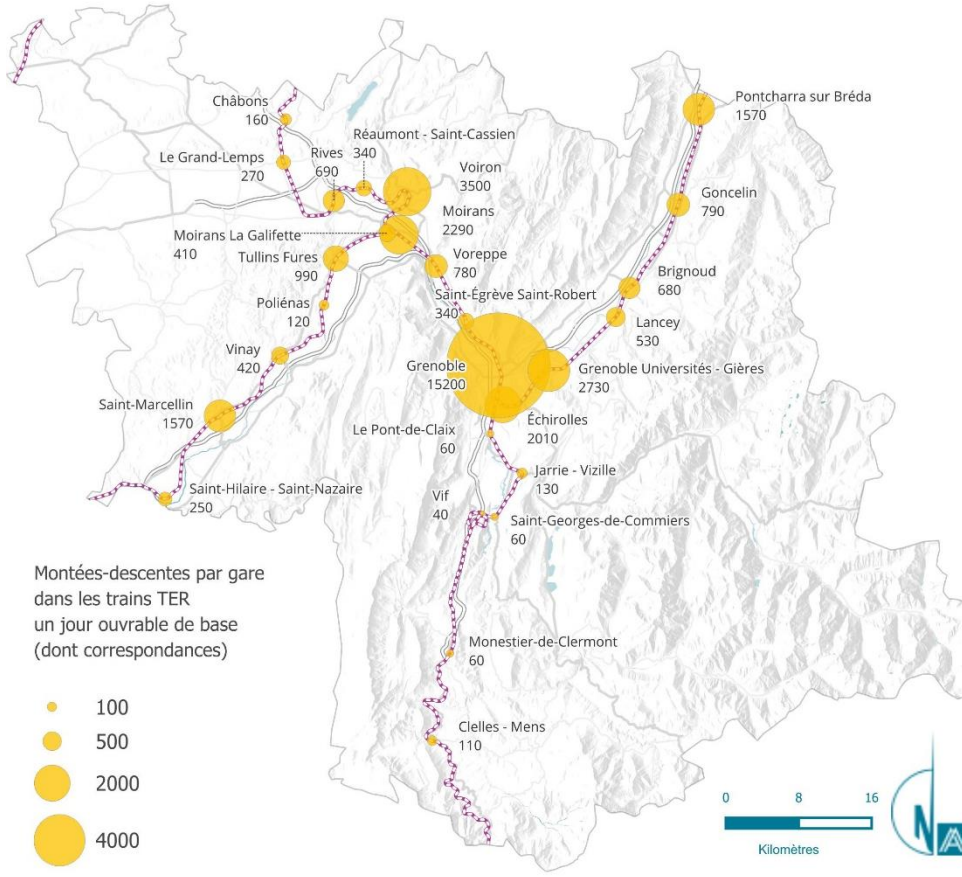 Pontcharra sur Bréda
1570
Châbons
160
Réaumont - Saint-Cassien
340
Le Grand-Lemps
270
Rives
690
Voiron
3500
Goncelin
790
Moirans
2290
Moirans La Galifette
410
Tullins Fures
990
Voreppe
780
Brignoud
680
Saint-Égrève Saint-Robert
340
Poliénas
120
Lancey
530
Vinay
420
Grenoble
15200
Grenoble Universités - Gières
2730
Saint-Marcellin
1570
Échirolles
2010
Le Pont-de-Claix
60
Jarrie - Vizille
130
Saint-Hilaire - Saint-Nazaire
250
Vif
40
Saint-Georges-de-Commiers
60
Montées-descentes par gare
dans les trains TER
un jour ouvrable de base
(dont correspondances)
100
500
2000
4000
Monestier-de-Clermont
60
Clelles - Mens
110
0 8 16
Kilomètres
N